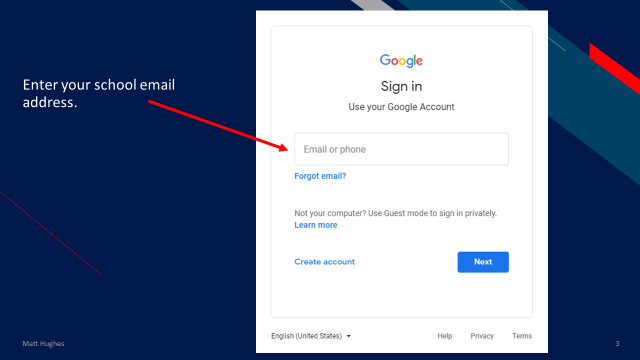 Enter your school email
address.
Google
Sign in
Use your Google Account
Email or phone
Forgot email?
Not your computer? Use Guest mode to sign in privately.
Learn more
Create account
Next
English (United States)
Help
Privacy
Terms
Matt Hughes
3